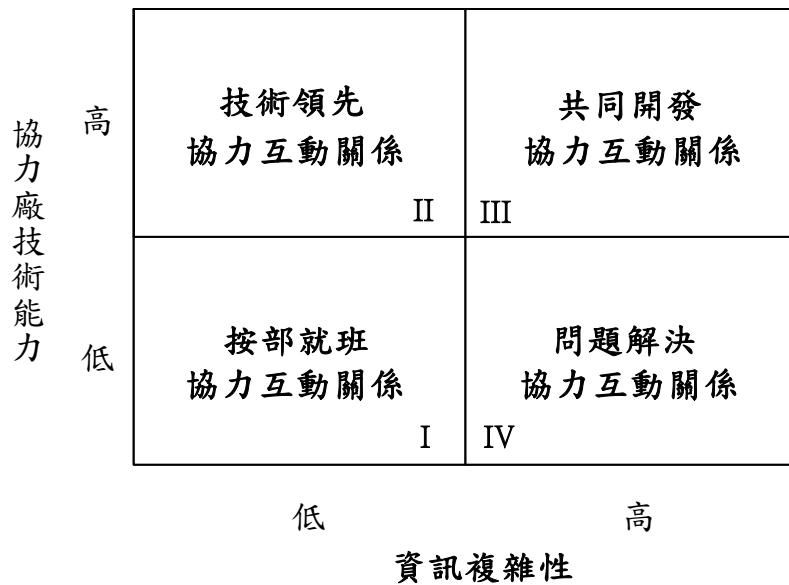 協力廠技術能力
高
低
技術領先
協力互動關係
II
共同開發
協力互動關係
III
按部就班
協力互動關係
I
問題解決
協力互動關係
IV
低
高
資訊複雜性